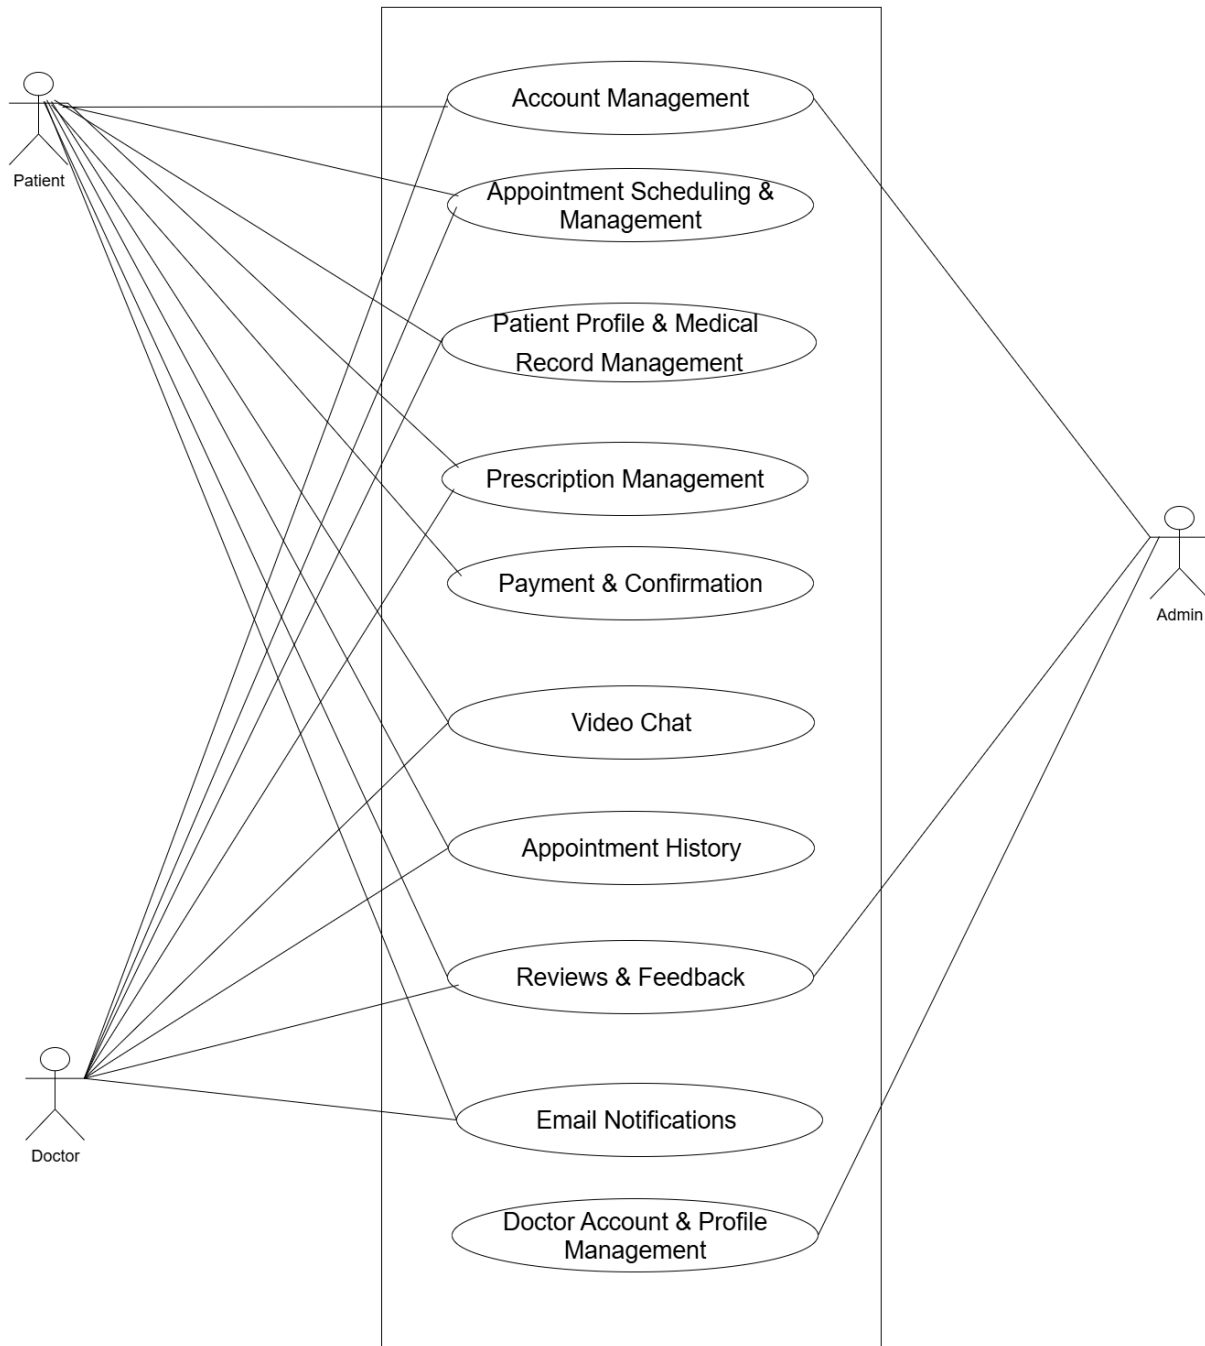 Account Management
Patient
Appointment Scheduling &
Management
Patient Profile & Medical
Record Management
Prescription Management
Payment & Confirmation
Admin
Video Chat
Appointment History
Reviews & Feedback
Email Notifications
Doctor
Doctor Account & Profile
Management